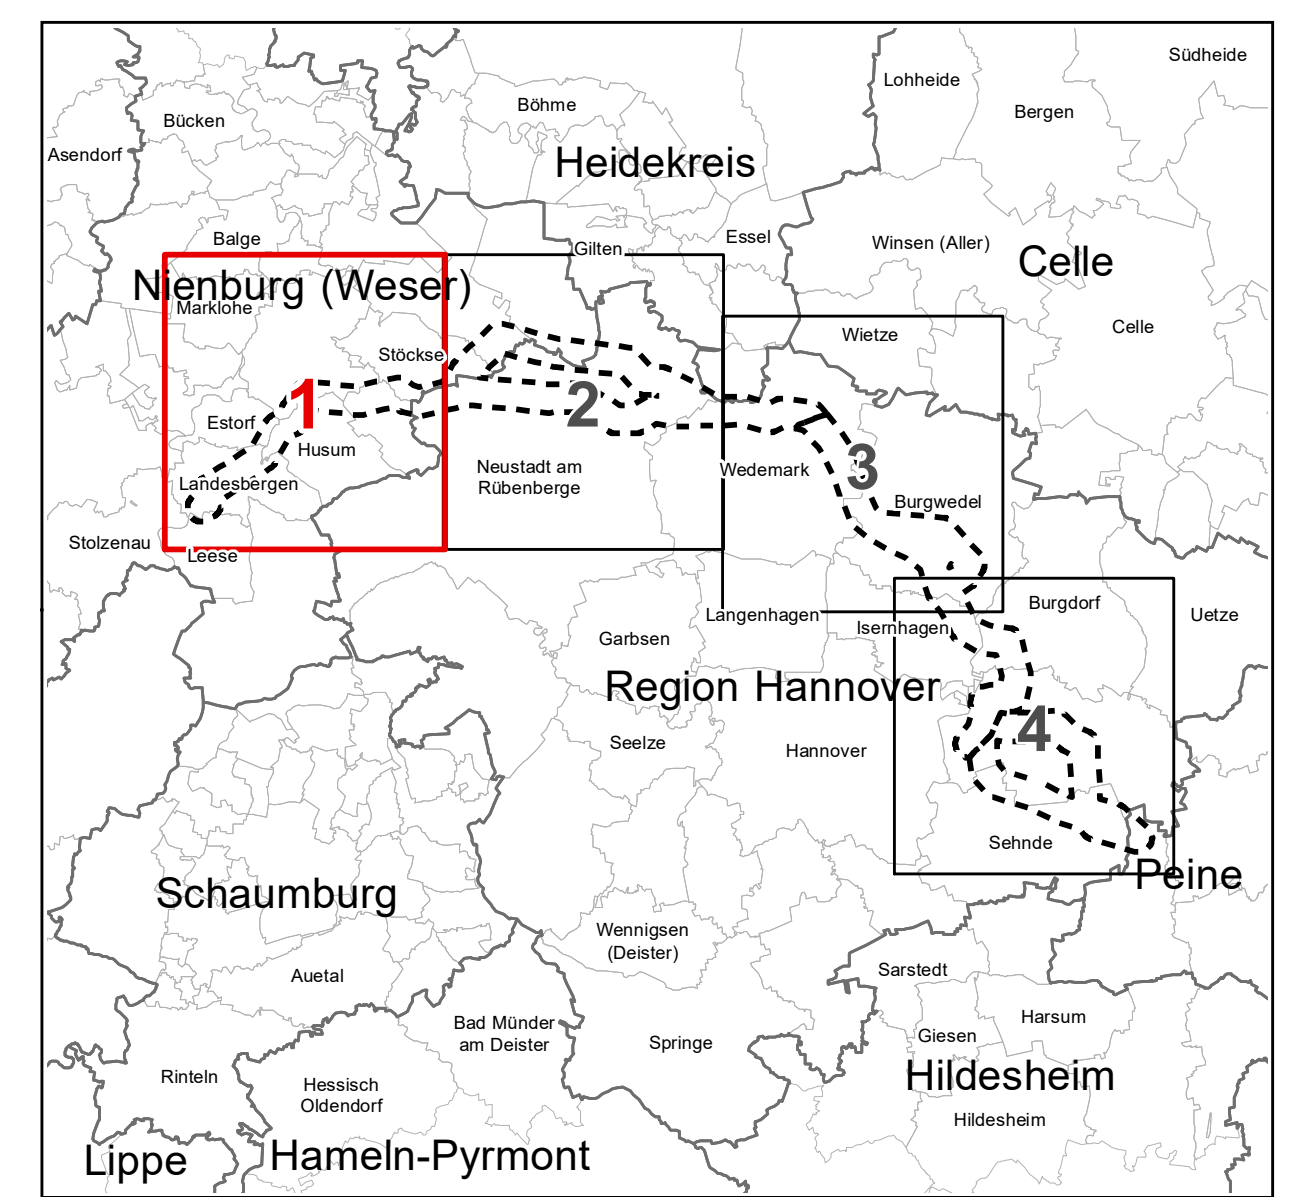 Südheide
Lohheide
Böhme
Bergen
Bücken
Asendorf
Heidekreis
Balge
Gilten
Essel
Winsen (Aller)
Celle
Nienburg (Weser)
Marklohe
Celle
Wietze
Stöckse
1
2
Estorf
Husum
3
Neustadt am
Rübenberge
Wedemark
Landesbergen
Burgwedel
Stolzenau
Leese
Burgdorf
Langenhagen
Uetze
Isernhagen
Garbsen
Region Hannover
4
Seelze
Hannover
Sehnde
Peine
Schaumburg
Wennigsen
(Deister)
Auetal
Sarstedt
Bad Münder
am Deister
Harsum
Giesen
Springe
Rinteln
Hildesheim
Hessisch
Oldendorf
Hildesheim
Lippe
Hameln-Pyrmont